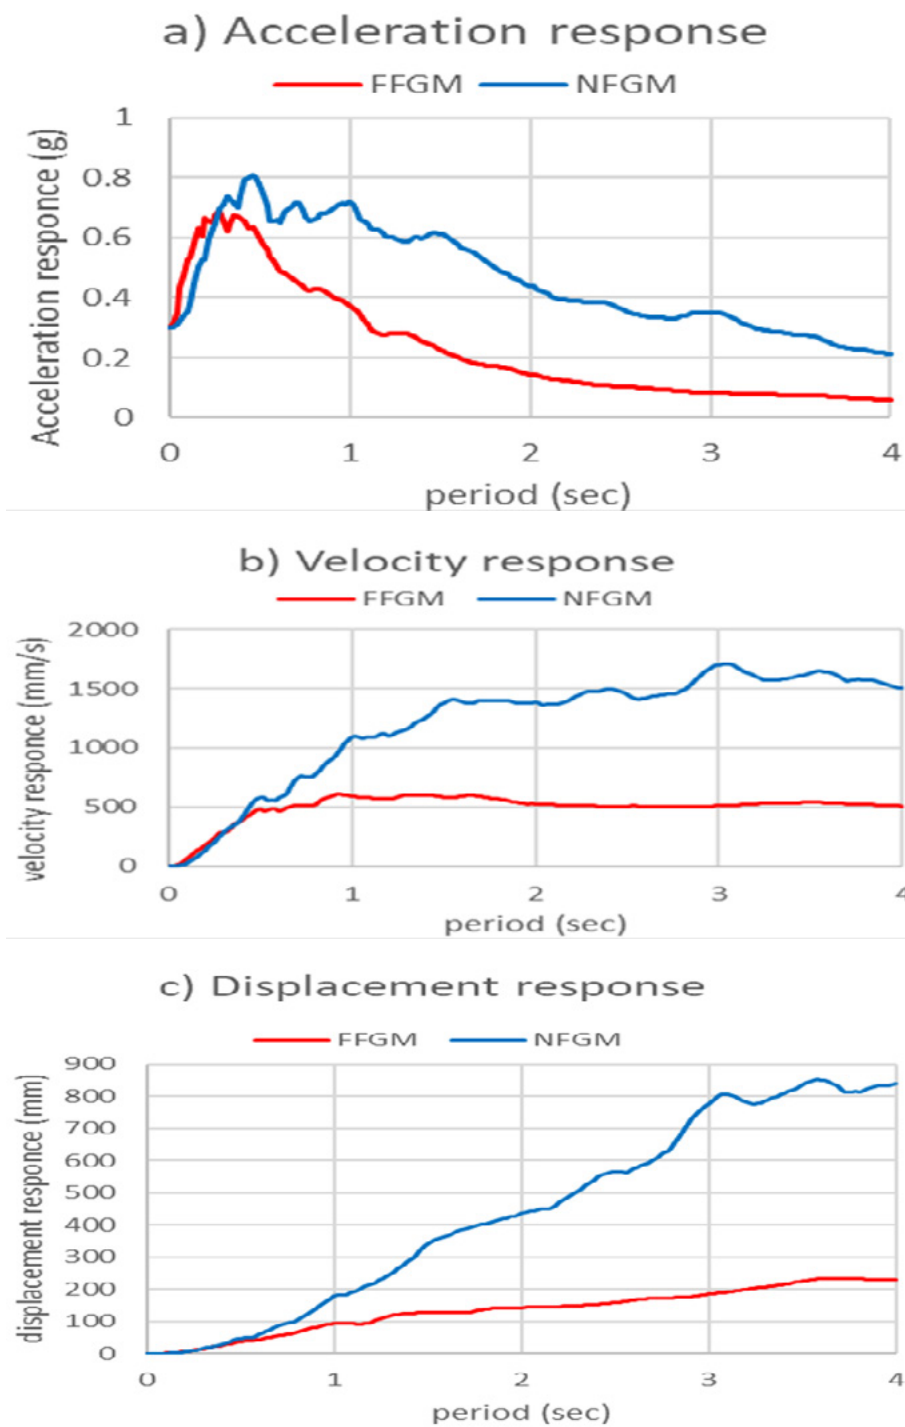 a) Acceleration response
FFGM NFGM
Acceleration responce (g)
1
0.8
0.6
0.4
0.2
0
0 1 2 3 4
period (sec)
b) Velocity response
FFGM NFGM
velocity responce (mm/s)
2000
1500
1000
500
0
0 1 2 3 4
period (sec)
c) Displacement response
FFGM NFGM
displacement responce (mm)
900
800
700
600
500
400
300
200
100
0
0 1 2 3 4
period (sec)